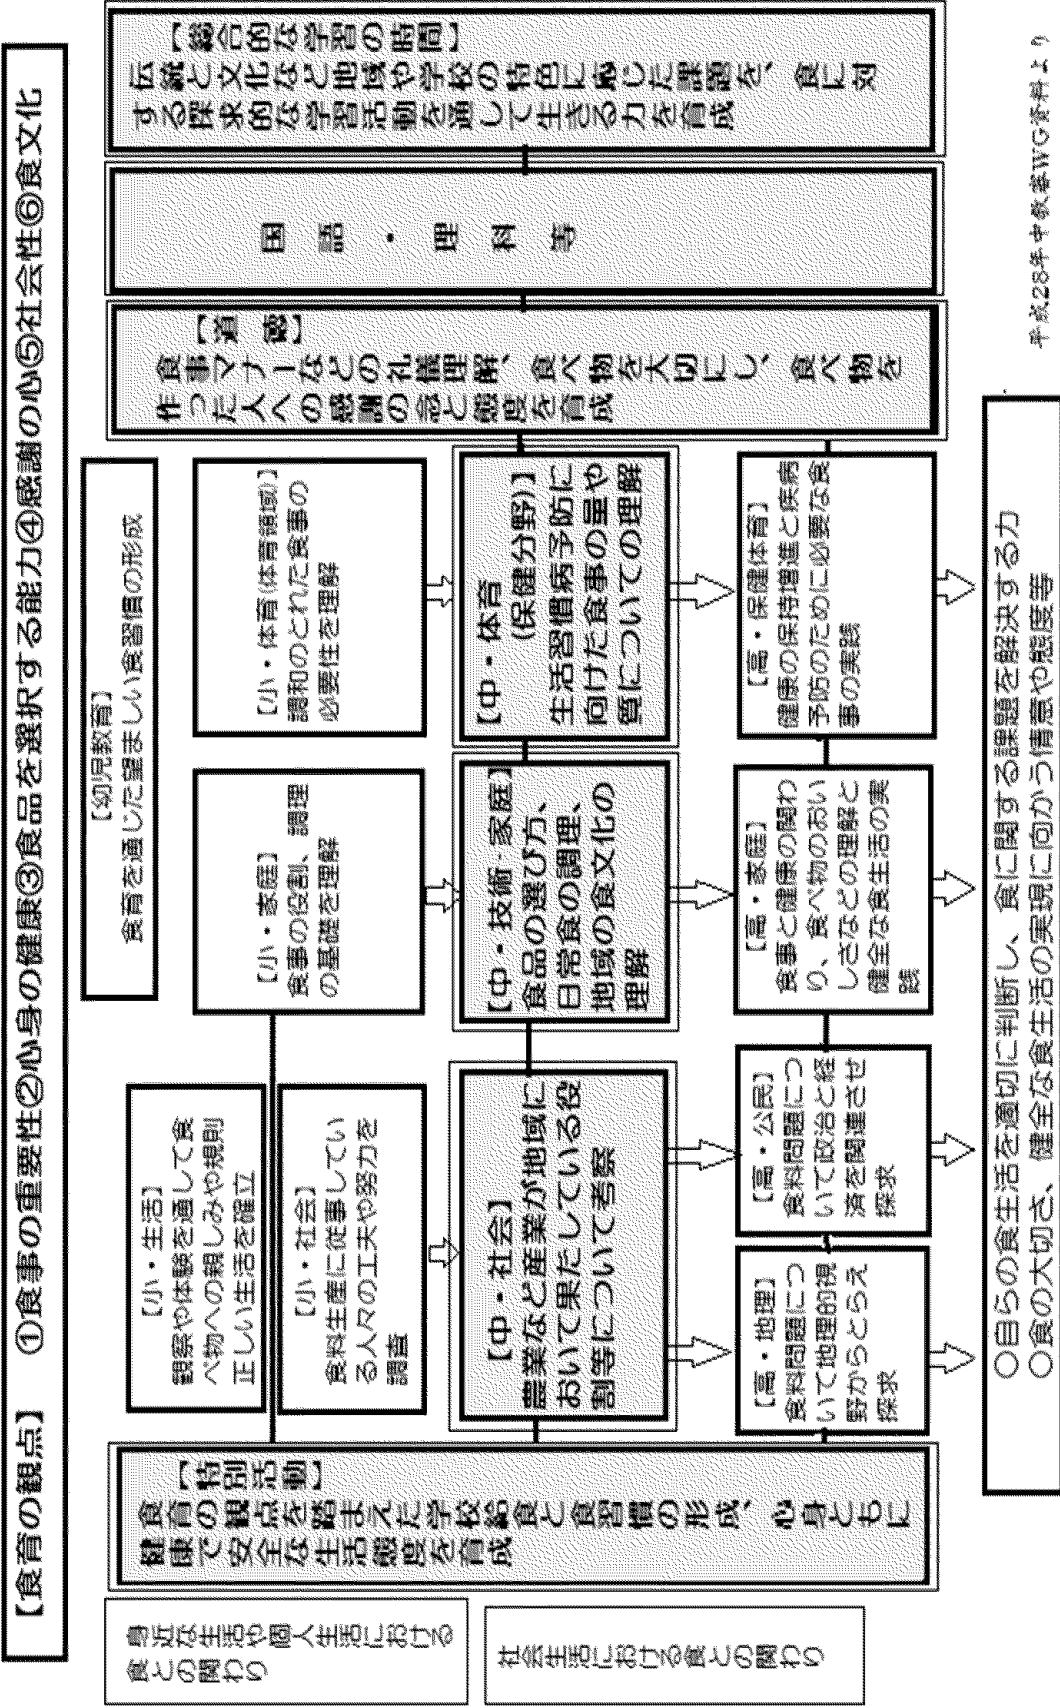 【食育の観点】　①食事の重要性②心身の健康③食品を選択する能力④感謝の心⑤社会性⑥食文化
身近な生活や個人生活における
食との関わり
社会生活における食との関わり
【特別活動】
食育の観点を踏まえた学校給食と食習慣の形成、心身ともに
健康で安全な生活態度を育成
【幼児教育】
食育を通じた望ましい食習慣の形成
【小・生活】
観察や体験を通して食
べ物への親しみや規則
正しい生活を確立
【小・社会】
食料生産に従事してい
る人々の工夫や努力を
調査
【小・家庭】
食事の役割、調理
の基礎を理解
【小・体育(体育領域)】
調和のとれた食事の
必要性を理解
【中・社会】
農業など産業が地域に
おいて果たしている役
割等について考察
【中・技術・家庭】
食品の選び方、
日常食の調理、
地域の食文化の
理解
【中・体育
(保健分野)】
生活習慣病予防に
向けた食事の量や
質についての理解
【高・地理】
食料問題につ
いて地理的視
野からとらえ
探求
【高・公民】
食料問題につ
いて政治と経
済を関連させ
探求
【高・家庭】
食事と健康の関わ
り、食べ物のおい
しさなどの理解と
健全な食生活の実
践
【高・保健体育】
健康の保持増進と疾病
予防のために必要な食
事の実践
【道　徳】
食事マナーなどの礼儀理解、食べ物を大切にし、食べ物を
作った人への感謝の念と態度を育成
国　語　・　理　科　等
【総合的な学習の時間】
伝統と文化など地域や学校の特色に応じた課題を、食に対
する探求的な学習活動を通して生きる力を育成
○自らの食生活を適切に判断し、食に関する課題を解決する力
○食の大切さ、健全な食生活の実現に向かう情意や態度等
平成28年中教審WG資料より